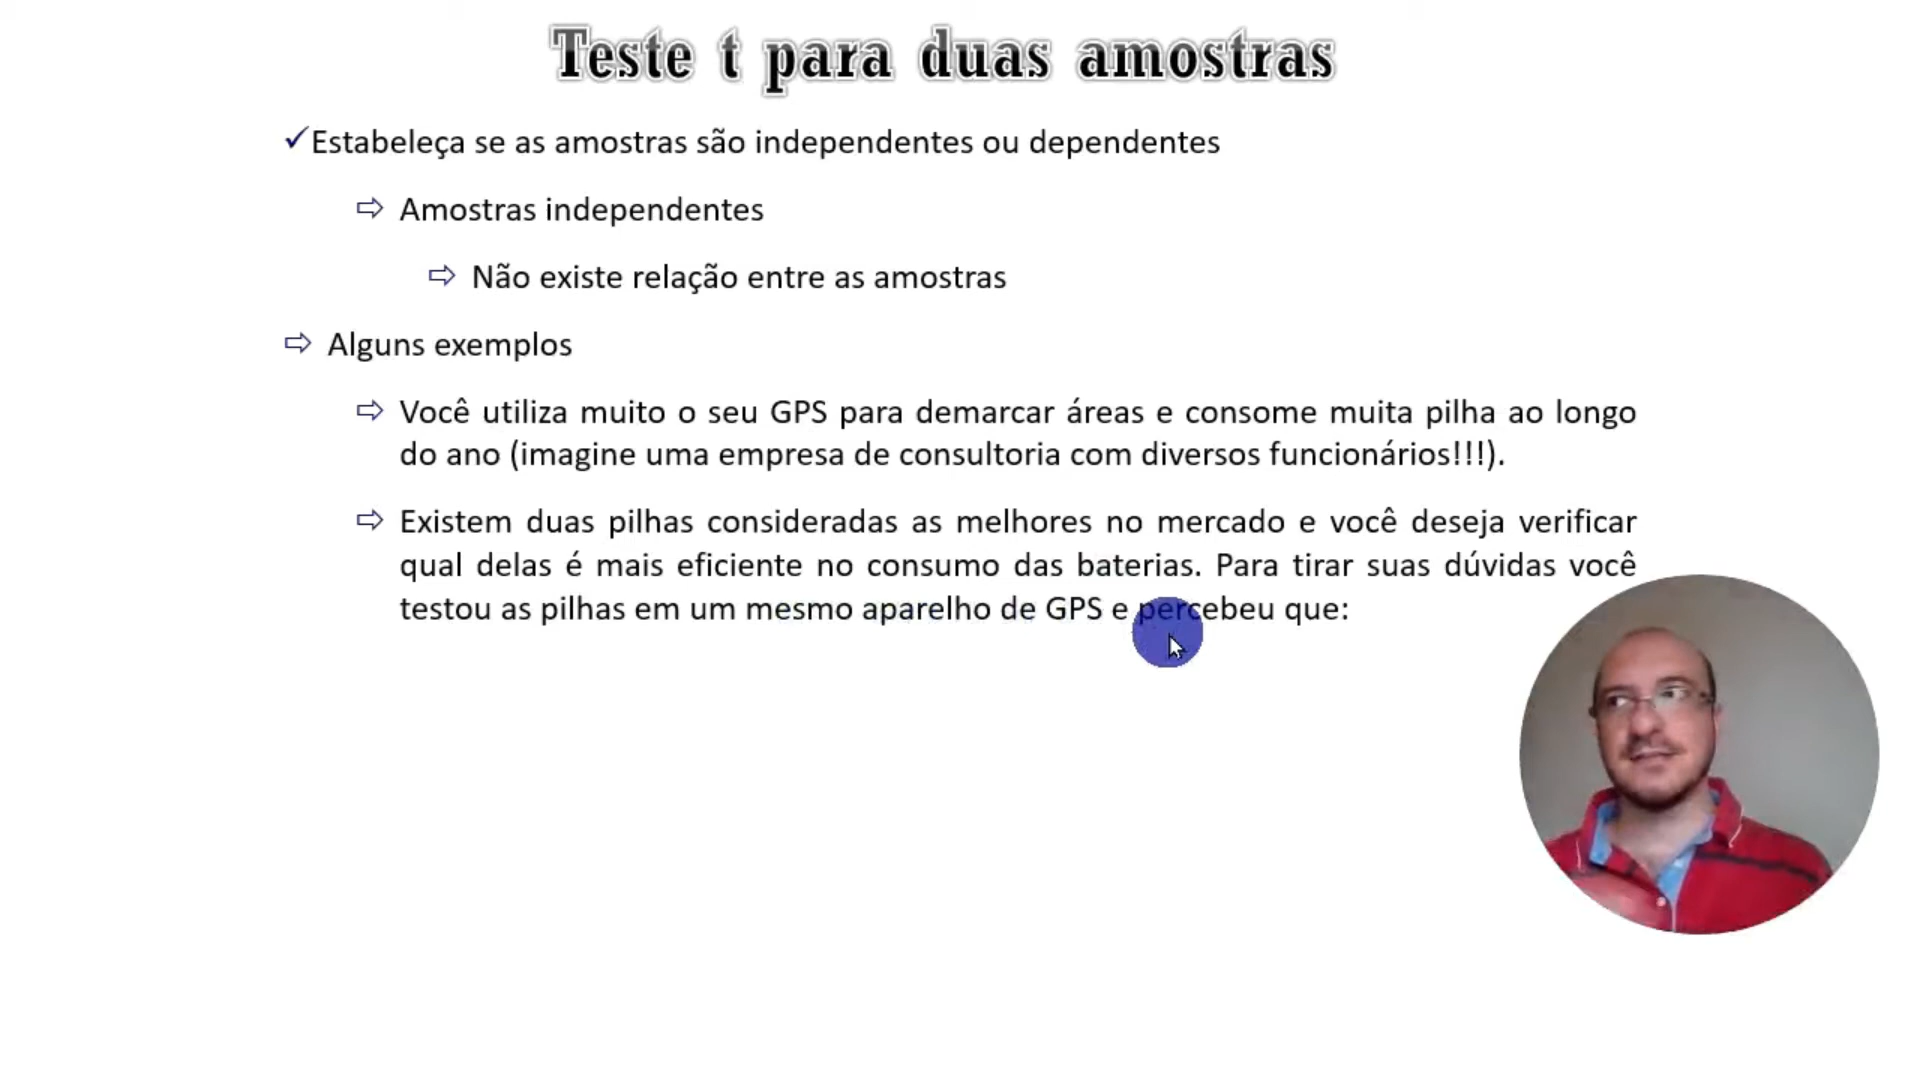 Teste t para duas amostras
Estabeleça se as amostras são independentes ou dependentes
Amostras independentes
Não existe relação entre as amostras
Alguns exemplos
Você utiliza muito o seu GPS para demarcar áreas e consome muita pilha ao longo
do ano (imagine uma empresa de consultoria com diversos funcionários!!!).
Existem duas pilhas consideradas as melhores no mercado e você deseja verificar
qual delas é mais eficiente no consumo das baterias. Para tirar suas dúvidas você
testou as pilhas em um mesmo aparelho de GPS e percebeu que: